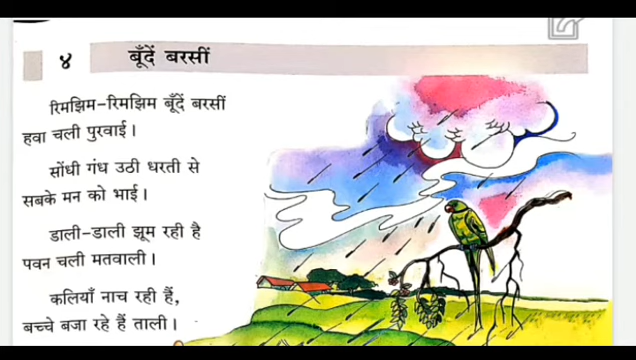 ४ बूँदें बरसीं
रिमझिम-रिमझिम बूँदें बरसीं
हवा चली पुरवाई।
सोंधी गंध उठी धरती से
सबके मन को भाई।
डाली-डाली झूम रही है
पवन चली मतवाली।
कलियाँ नाच रही हैं,
बच्चे बजा रहे हैं ताली।